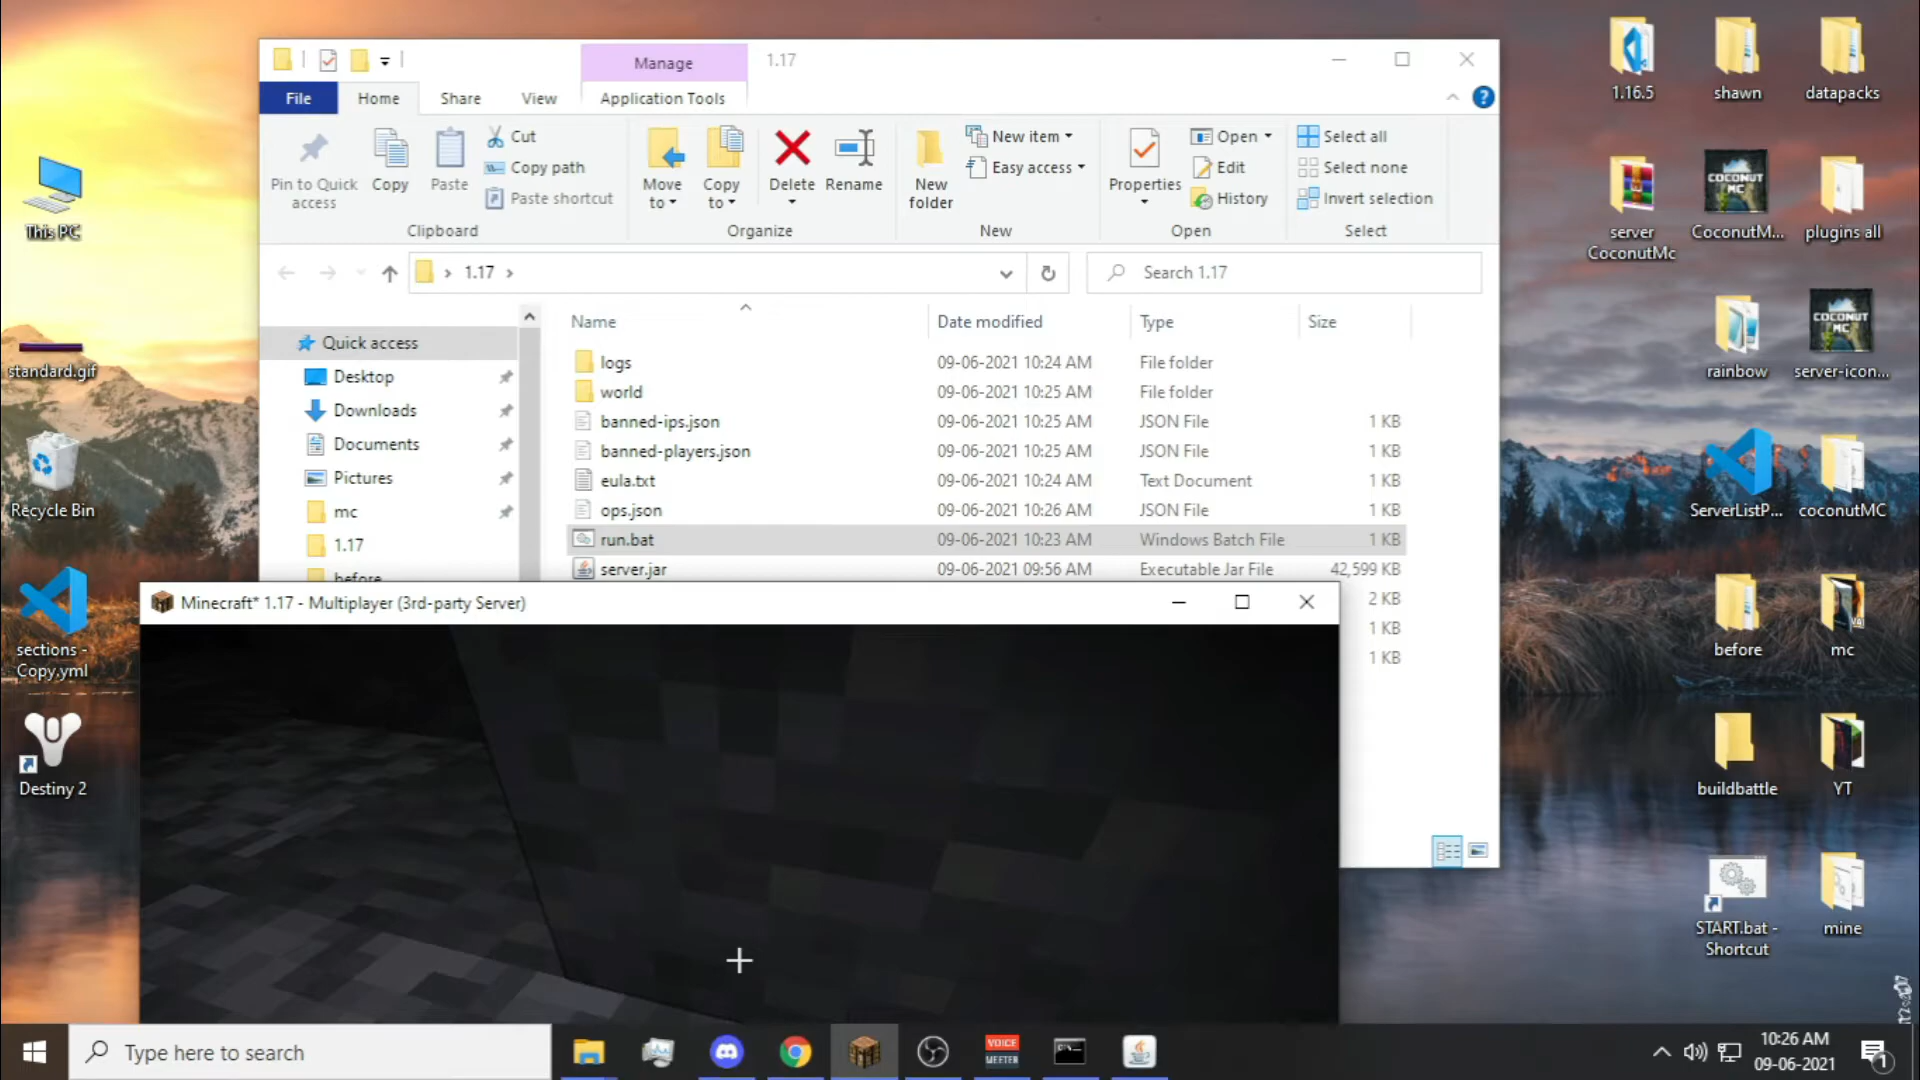 Manage
1.17
File
Home
Share
View
Application Tools
Pin to Quick access
Copy
Paste
Cut
Copy path
Paste shortcut
Clipboard
Move to
Copy to
Delete
Rename
Organize
New folder
New item
Easy access
New
Properties
Open
Edit
History
Open
Select all
Select none
Invert selection
Select
1.17
Search 1.17
Quick access
Desktop
Downloads
Documents
Pictures
mc
1.17
before
Name
Date modified
Type
Size
logs 09-06-2021 10:24 AM File folder
world 09-06-2021 10:25 AM File folder
banned-ips.json 09-06-2021 10:25 AM JSON File 1 KB
banned-players.json 09-06-2021 10:25 AM JSON File 1 KB
eula.txt 09-06-2021 10:24 AM Text Document 1 KB
ops.json 09-06-2021 10:26 AM JSON File 1 KB
run.bat 09-06-2021 10:23 AM Windows Batch File 1 KB
server.jar 09-06-2021 09:56 AM Executable Jar File 42,599 KB
2 KB
1 KB
1 KB
Minecraft* 1.17 - Multiplayer (3rd-party Server)
This PC
standard.gif
Recycle Bin
sections - Copy.yml
Destiny 2
1.16.5
shawn
datapacks
server CoconutMc
COCONUT MC
CoconutM...
plugins all
rainbow
COCONUT MC
server-icon...
ServerListP...
coconutMC
before
mc
buildbattle
YT
START.bat - Shortcut
mine
Type here to search
VOICE MEETER
10:26 AM
09-06-2021
1